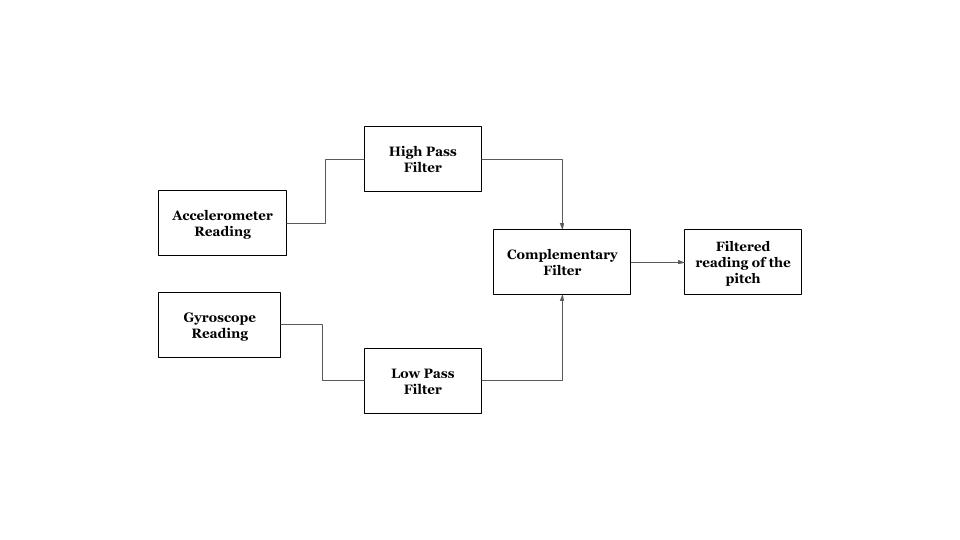 High Pass
Filter
Accelerometer
Reading
Complementary
Filter
Filtered
reading of the
pitch
Gyroscope
Reading
Low Pass
Filter